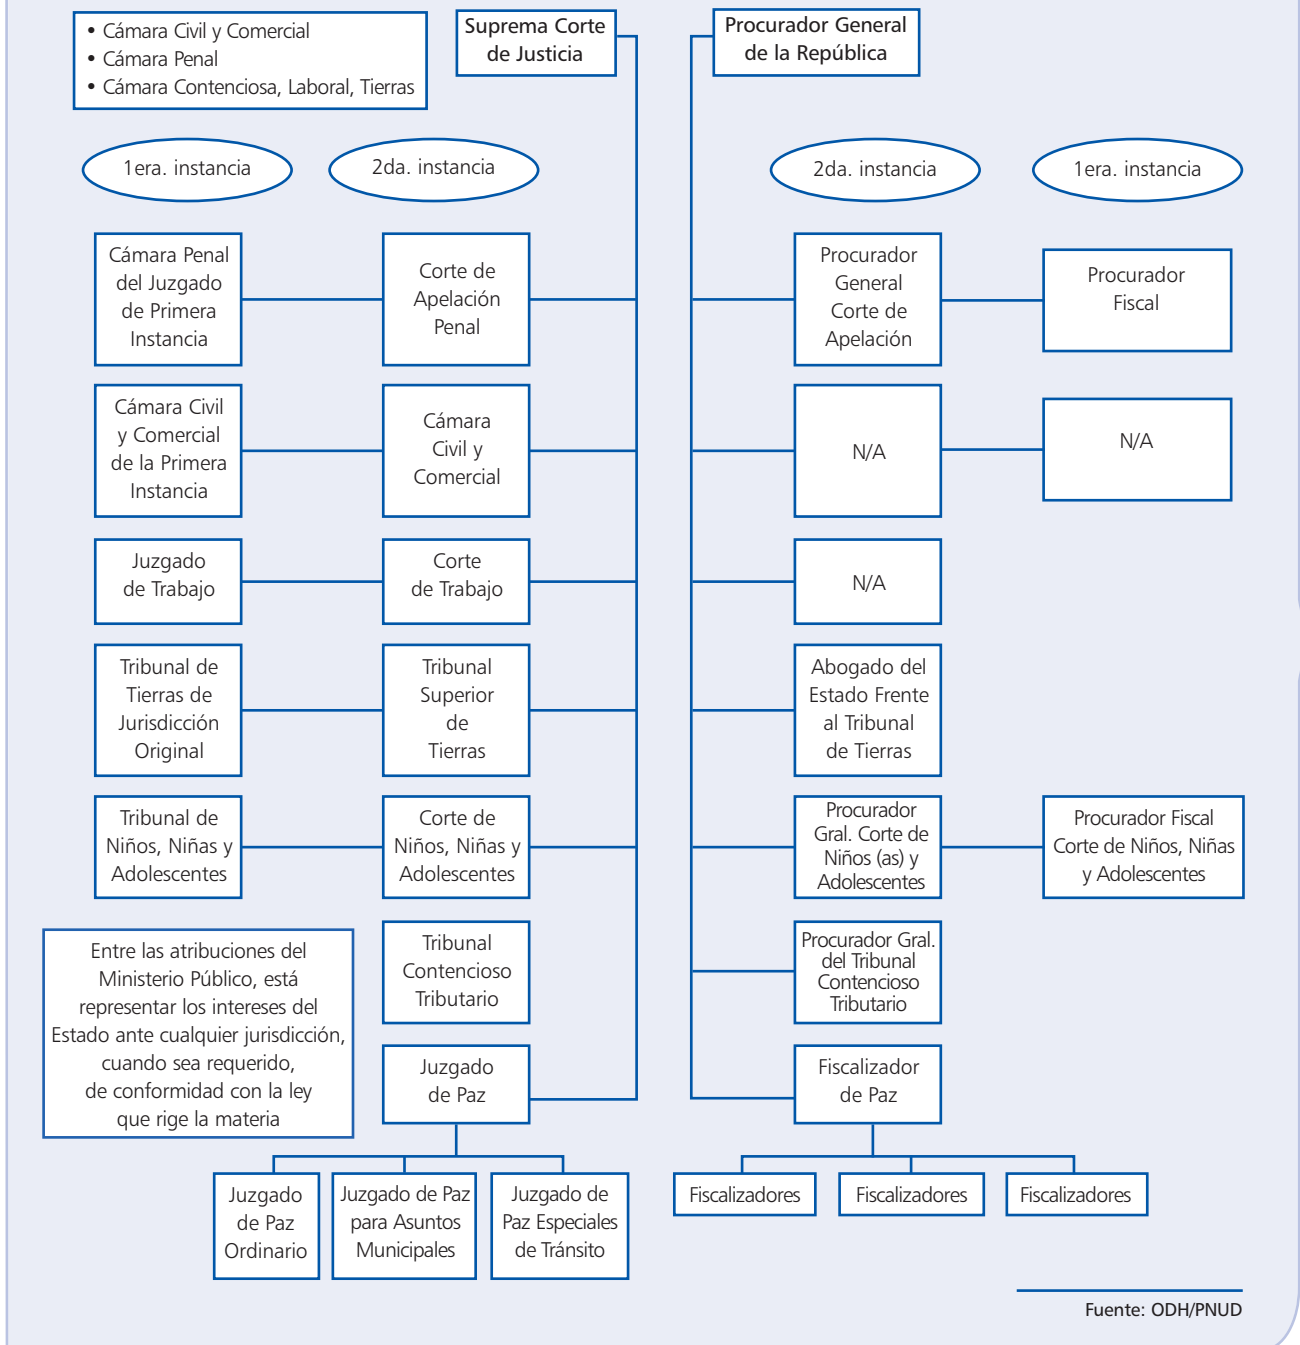 • Cámara Civil y Comercial
• Cámara Penal
• Cámara Contenciosa, Laboral, Tierras
Suprema Corte
de Justicia
Procurador General
de la República
1era. instancia
2da. instancia
2da. instancia
1era. instancia
Cámara Penal
del Juzgado
de Primera
Instancia
Corte de
Apelación
Penal
Procurador
General
Corte de
Apelación
Procurador
Fiscal
Cámara Civil
y Comercial
de la Primera
Instancia
Cámara
Civil y
Comercial
N/A
N/A
Juzgado
de Trabajo
Corte
de Trabajo
N/A
Tribunal de
Tierras de
Jurisdicción
Original
Tribunal
Superior
de
Tierras
Abogado del
Estado Frente
al Tribunal
de Tierras
Tribunal de
Niños, Niñas y
Adolescentes
Corte de
Niños, Niñas y
Adolescentes
Procurador
Gral. Corte de
Niños (as) y
Adolescentes
Procurador Fiscal
Corte de Niños, Niñas
y Adolescentes
Entre las atribuciones del
Ministerio Público, está
representar los intereses del
Estado ante cualquier jurisdicción,
cuando sea requerido,
de conformidad con la ley
que rige la materia
Tribunal
Contencioso
Tributario
Procurador Gral.
del Tribunal
Contencioso
Tributario
Juzgado
de Paz
Fiscalizador
de Paz
Juzgado
de Paz
Ordinario
Juzgado de Paz
para Asuntos
Municipales
Juzgado de
Paz Especiales
de Tránsito
Fiscalizadores
Fiscalizadores
Fiscalizadores
Fuente: ODH/PNUD